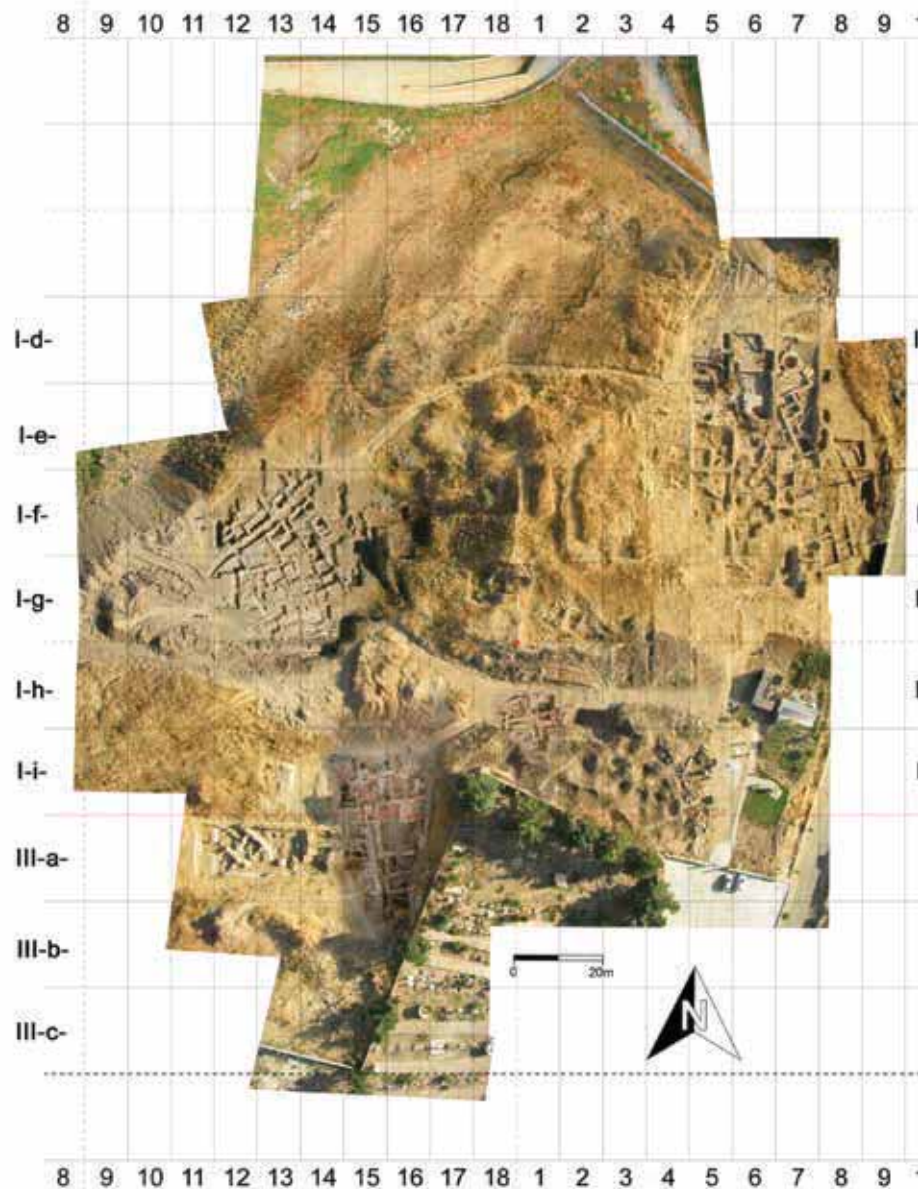 8 9 10 11 12 13 14 15 16 17 18 1 2 3 4 5 6 7 8 9
I-d-
I-e-
I-f-
I-g-
I-h-
I-i-
III-a-
III-b-
III-c-
0 20m
N
8 9 10 11 12 13 14 15 16 17 18 1 2 3 4 5 6 7 8 9